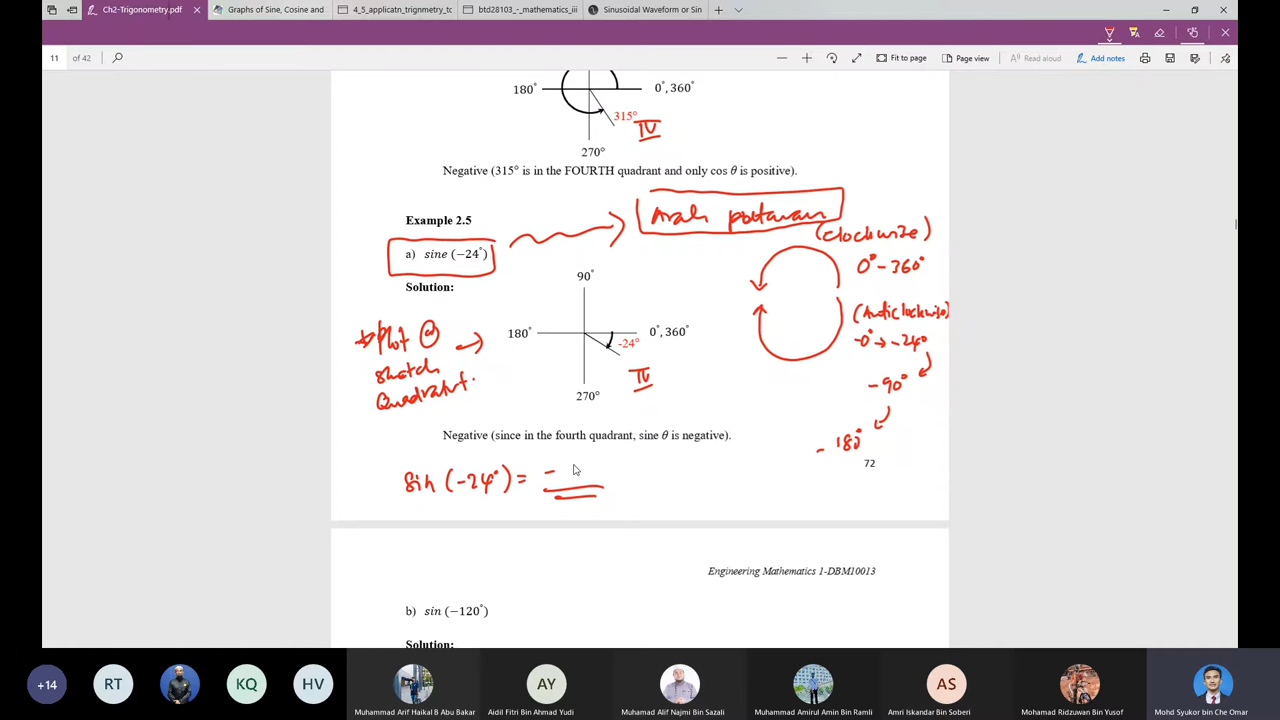 Ch2-Trigonometry.pdf
Graphs of Sine, Cosine and
4_5_applicatn_trignmetry_tc
btd28103_-_mathematics_iii
Sinusoidal Waveform or Sin
11 of 42
Fit to page
Page view
Read aloud
Add notes
180° 0°, 360°
315°
IV
270°
Negative (315° is in the FOURTH quadrant and only cos θ is positive).
Example 2.5
Arah putaran
(clockwise)
a) sine (−24°)
0° - 360°
90°
Solution:
(Anticlockwise)
-0° → -24°
Plot @
sketch
Quadrant
180° 0°, 360°
-24°
IV
270°
-90°
-180°
Negative (since in the fourth quadrant, sine θ is negative).
72
Sin (-24°) = -
Engineering Mathematics 1-DBM10013
b) sin (−120°)
Solution:
+14
RT
KQ
HV
AY
AS
Muhammad Arif Haikal B Abu Bakar
Aidil Fitri Bin Ahmad Yudi
Muhamad Alif Najmi Bin Sazali
Muhammad Amirul Amin Bin Ramli
Amri Iskandar Bin Soberi
Mohamad Ridzuwan Bin Yusof
Mohd Syukor bin Che Omar